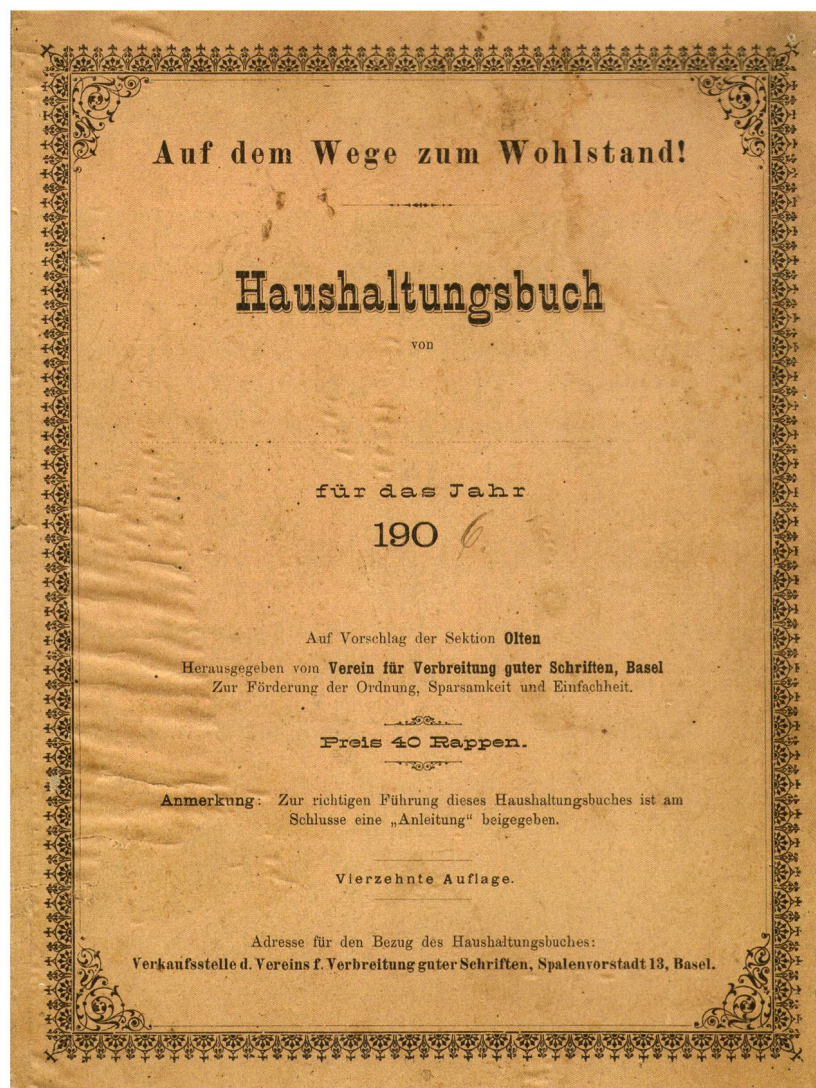 Auf dem Wege zum Wohlstand!
Haushaltungsbuch
von
für das Jahr
190 6.
Auf Vorschlag der Sektion Olten
Herausgegeben vom Verein für Verbreitung guter Schriften, Basel
Zur Förderung der Ordnung, Sparsamkeit und Einfachheit.
Preis 40 Rappen.
Anmerkung: Zur richtigen Führung dieses Haushaltungsbuches ist am
Schlusse eine „Anleitung“ beigegeben.
Vierzehnte Auflage.
Adresse für den Bezug des Haushaltungsbuches:
Verkaufsstelle d. Vereins f. Verbreitung guter Schriften, Spalenvorstadt 13, Basel.